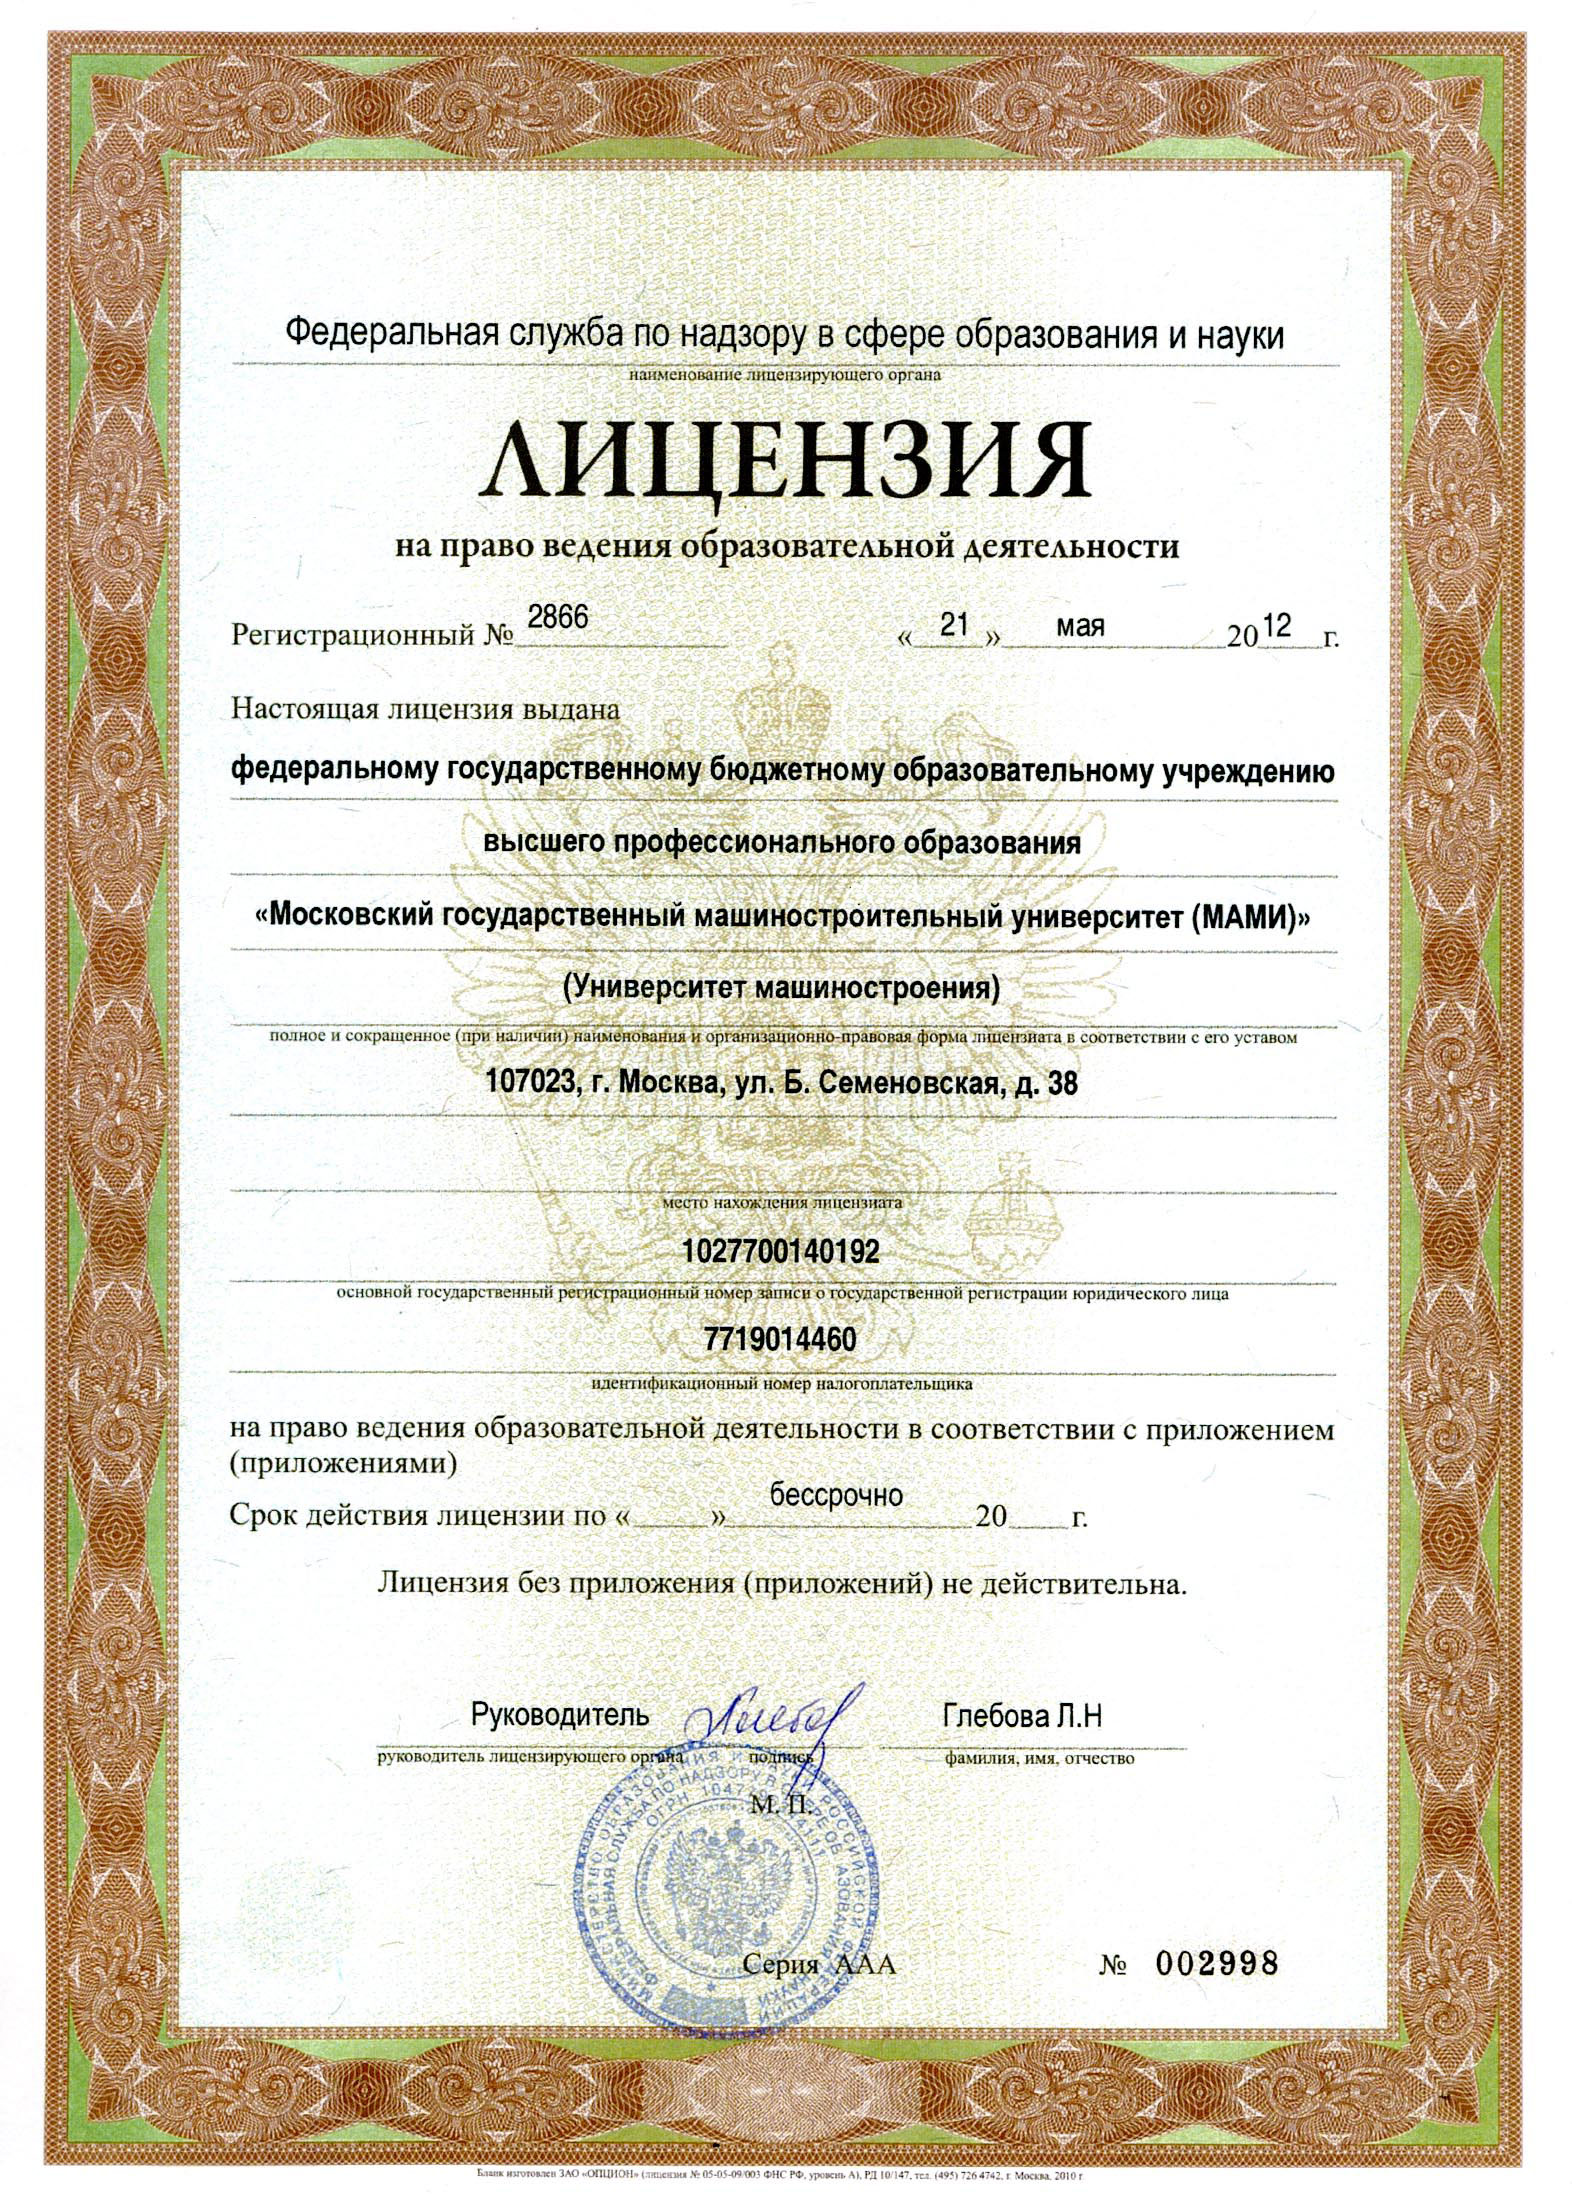 Федеральная служба по надзору в сфере образования и науки
наименование лицензирующего органа
ЛИЦЕНЗИЯ
на право ведения образовательной деятельности
Регистрационный № 2866 « 21 » мая 2012 г.
Настоящая лицензия выдана
федеральному государственному бюджетному образовательному учреждению
высшего профессионального образования
«Московский государственный машиностроительный университет (МАМИ)»
(Университет машиностроения)
полное и сокращенное (при наличии) наименования и организационно-правовая форма лицензиата в соответствии с его уставом
107023, г. Москва, ул. Б. Семеновская, д. 38
место нахождения лицензиата
1027700140192
основной государственный регистрационный номер записи о государственной регистрации юридического лица
7719014460
идентификационный номер налогоплательщика
на право ведения образовательной деятельности в соответствии с приложением
(приложениями)
Срок действия лицензии по « » бессрочно 20 г.
Лицензия без приложения (приложений) не действительна.
Руководитель Глебова Л.Н
руководитель лицензирующего органа подпись фамилия, имя, отчество
М. П.
МИНИСТЕРСТВО ОБРАЗОВАНИЯ И НАУКИ РОССИЙСКОЙ ФЕДЕРАЦИИ
ФЕДЕРАЛЬНАЯ СЛУЖБА ПО НАДЗОРУ В СФЕРЕ ОБРАЗОВАНИЯ И НАУКИ
ОГРН
Серия ААА № 002998
Бланк изготовлен ЗАО «ОПЦИОН» (лицензия № 05-05-09/003 ФНС РФ, уровень А), РД 10/147, тел. (495) 726 4742, г. Москва, 2010 г